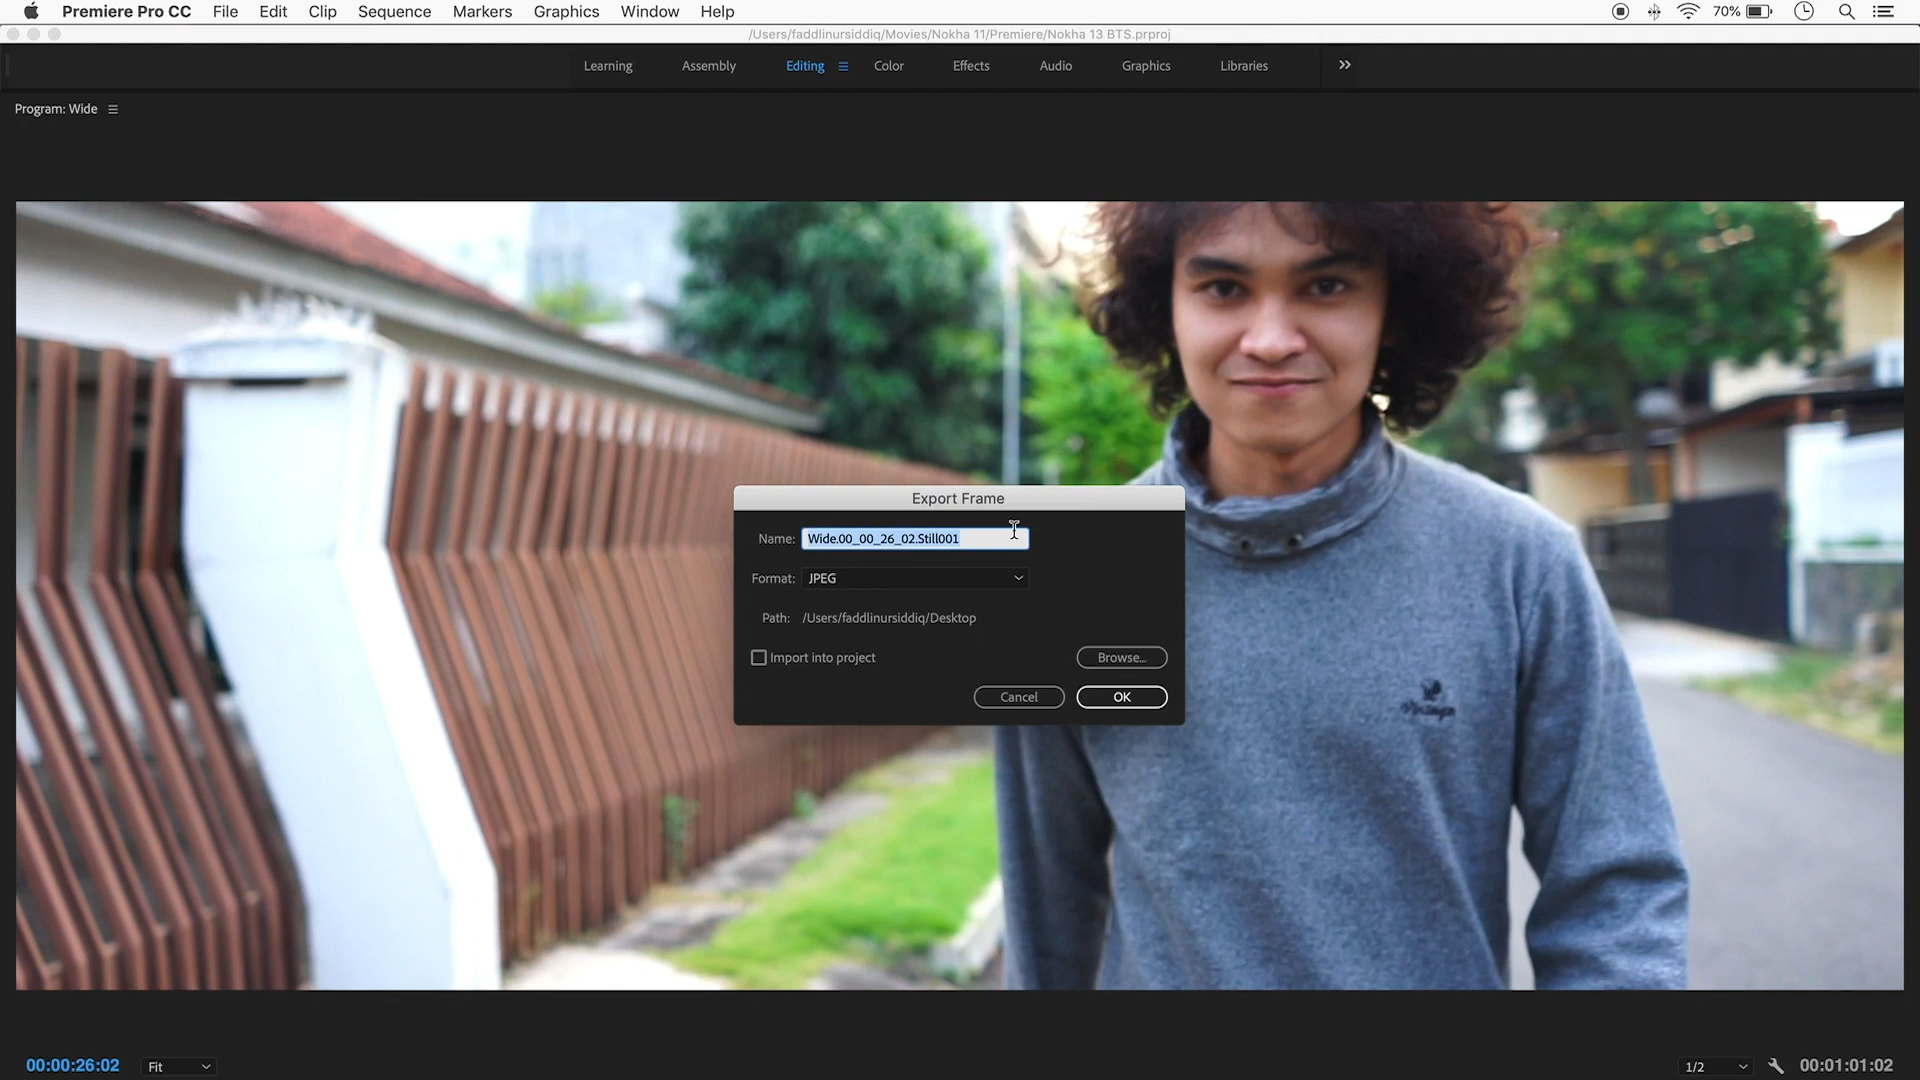 Premiere Pro CC File Edit Clip Sequence Markers Graphics Window Help 70%
/Users/faddlinursiddiq/Movies/Nokha 11/Premiere/Nokha 13 BTS.prproj
Learning Assembly Editing Color Effects Audio Graphics Libraries
Program: Wide
Export Frame
Name: Wide.00_00_26_02.Still001
Format: JPEG
Path: /Users/faddlinursiddiq/Desktop
Import into project Browse...
Cancel OK
00:00:26:02 Fit 1/2 00:01:01:02